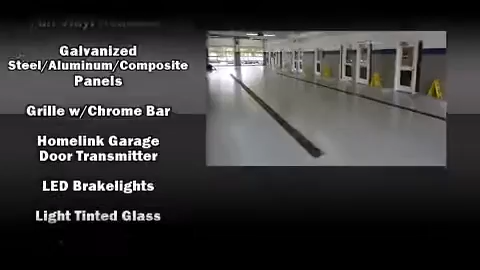 Galvanized
Steel/Aluminum/Composite
Panels
Grille w/Chrome Bar
Homelink Garage
Door Transmitter
LED Brakelights
Light Tinted Glass